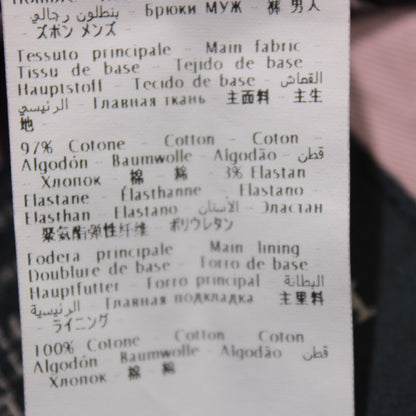 بنطلون رجالي - Брюки МУЖ - 裤 男人
- ズボン メンズ -
Tessuto principale - Main fabric
Tissu de base - Tejido de base
Hauptstoff - Tecido de base - القماش
الرئيسي - Главная ткань - 主面料 - 主生
地 -
97% Cotone - Cotton - Coton -
Algodón - Baumwolle - Algodão - قطن
- Хлопок - 棉 - 綿 3% Elastan
Elastane - Élasthanne - Elastano
Elasthan - Elastano - الأستان - Эластан
- 聚氨酯弹性纤维 ポリウレタン
Fodera principale - Main lining
Doublure de base - Forro de base
Hauptfutter - Forro principal - البطانة
الرئيسية - Главная подкладка - 主里料
- ライニング
100% Cotone - Cotton - Coton
Algodón - Baumwolle - Algodão - قطن
- Хлопок - 棉 - 綿